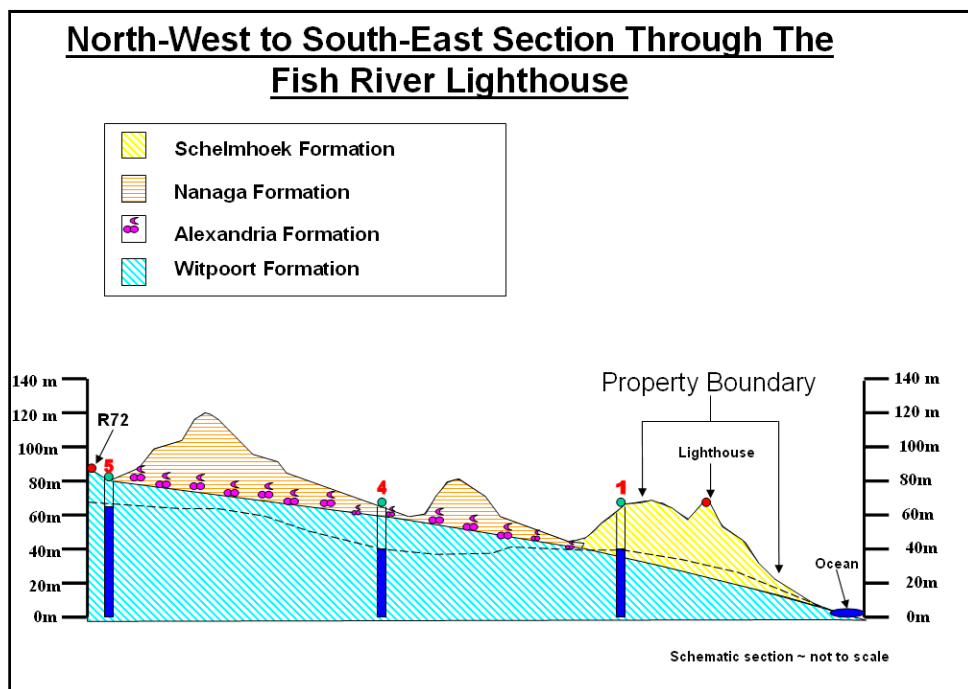 North-West to South-East Section Through The
Fish River Lighthouse
Schelmhoek Formation
Nanaga Formation
Alexandria Formation
Witpoort Formation
140 m
120 m
100m
80m
60m
40m
20m
0m
R72
5
4
1
Property Boundary
Lighthouse
Ocean
140 m
120 m
100m
80m
60m
40m
20m
0m
Schematic section ~ not to scale